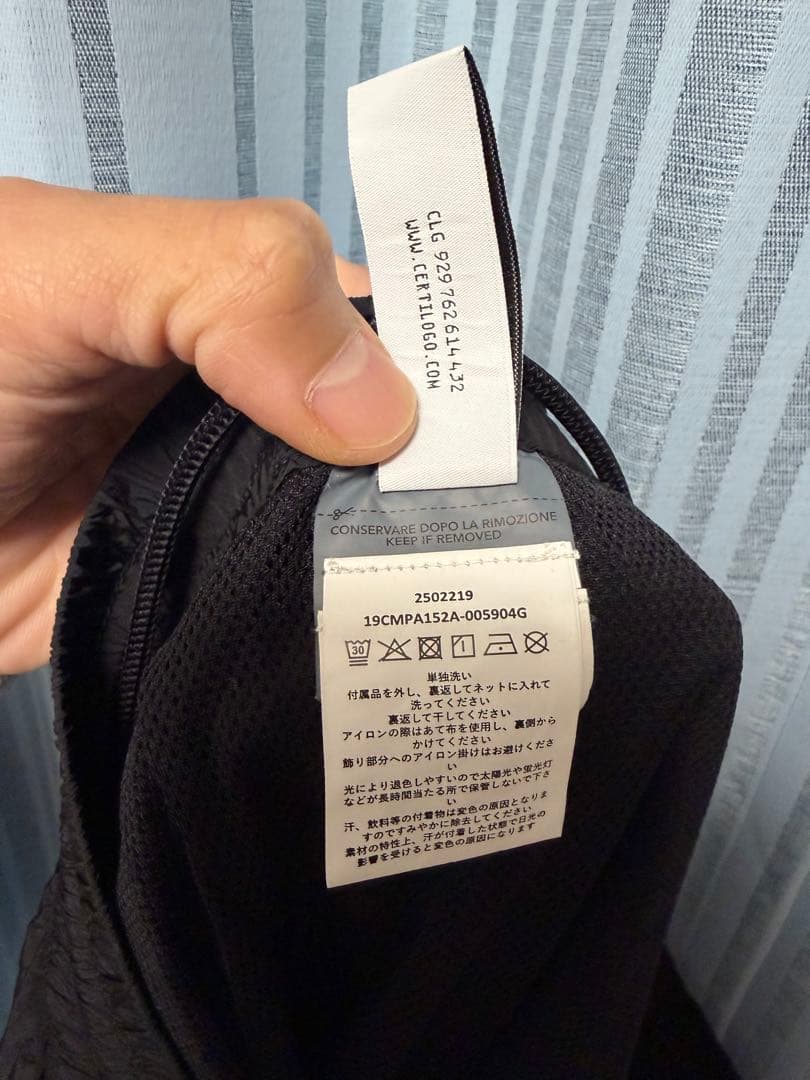 CLG 929 762 614 432
WWW.CERTILOGO.COM
CONSERVARE DOPO LA RIMOZIONE
KEEP IF REMOVED
2502219
19CMPA152A-005904G
30
単独洗い
付属品を外し、裏返してネットに入れて
洗ってください
裏返して干してください
アイロンの際はあて布を使用し、裏側から
かけてください
飾り部分へのアイロン掛けはお避けくださ
い
光により退色しやすいので太陽光や蛍光灯
などが長時間当たる所で保管しないで下さ
い
汗、飲料等の付着物は変色の原因となりま
すのですみやかに除去してください
素材の特性上、汗が付着した状態で日光の
影響を受けると変色の原因になります